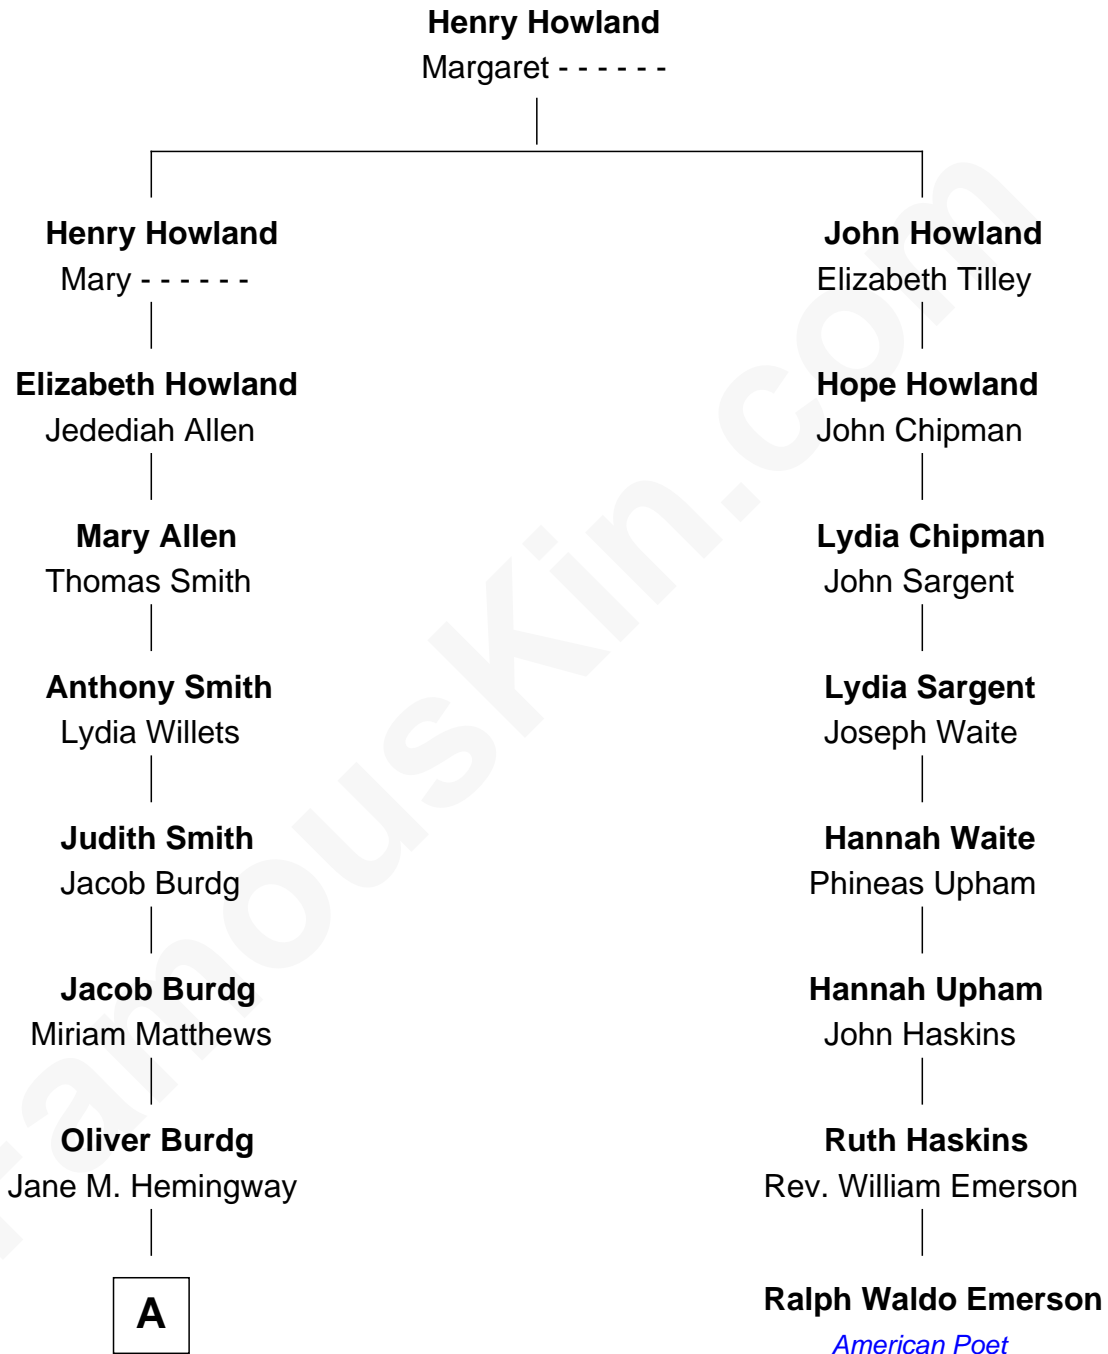 Henry Howland
Margaret - - - - - -
Henry Howland
Mary - - - - - -
John Howland
Elizabeth Tilley
Elizabeth Howland
Jedediah Allen
Hope Howland
John Chipman
Mary Allen
Thomas Smith
Lydia Chipman
John Sargent
Anthony Smith
Lydia Willets
Lydia Sargent
Joseph Waite
Judith Smith
Jacob Burdg
Hannah Waite
Phineas Upham
Jacob Burdg
Miriam Matthews
Hannah Upham
John Haskins
Oliver Burdg
Jane M. Hemingway
Ruth Haskins
Rev. William Emerson
A
Ralph Waldo Emerson
American Poet
FamousKin.com